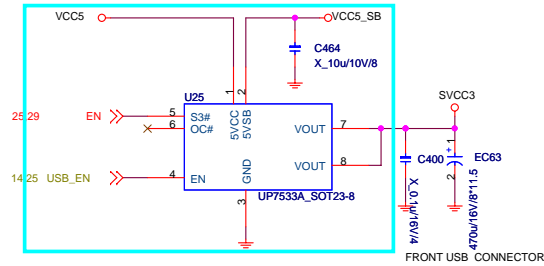 VCC5
VCC5_SB
C464
X_10u/10V/8
SVCC3
U25
1
2
5VCC
5VSB
25 29 EN
5
S3#
6
OC#
VOUT
7
14 25 USB_EN
4
EN
GND
VOUT
8
3
UP7533A_SOT23-8
C400
X_0.1u/16V/4
+
1
2
EC63
470u/16V/8*11.5
FRONT USB CONNECTOR